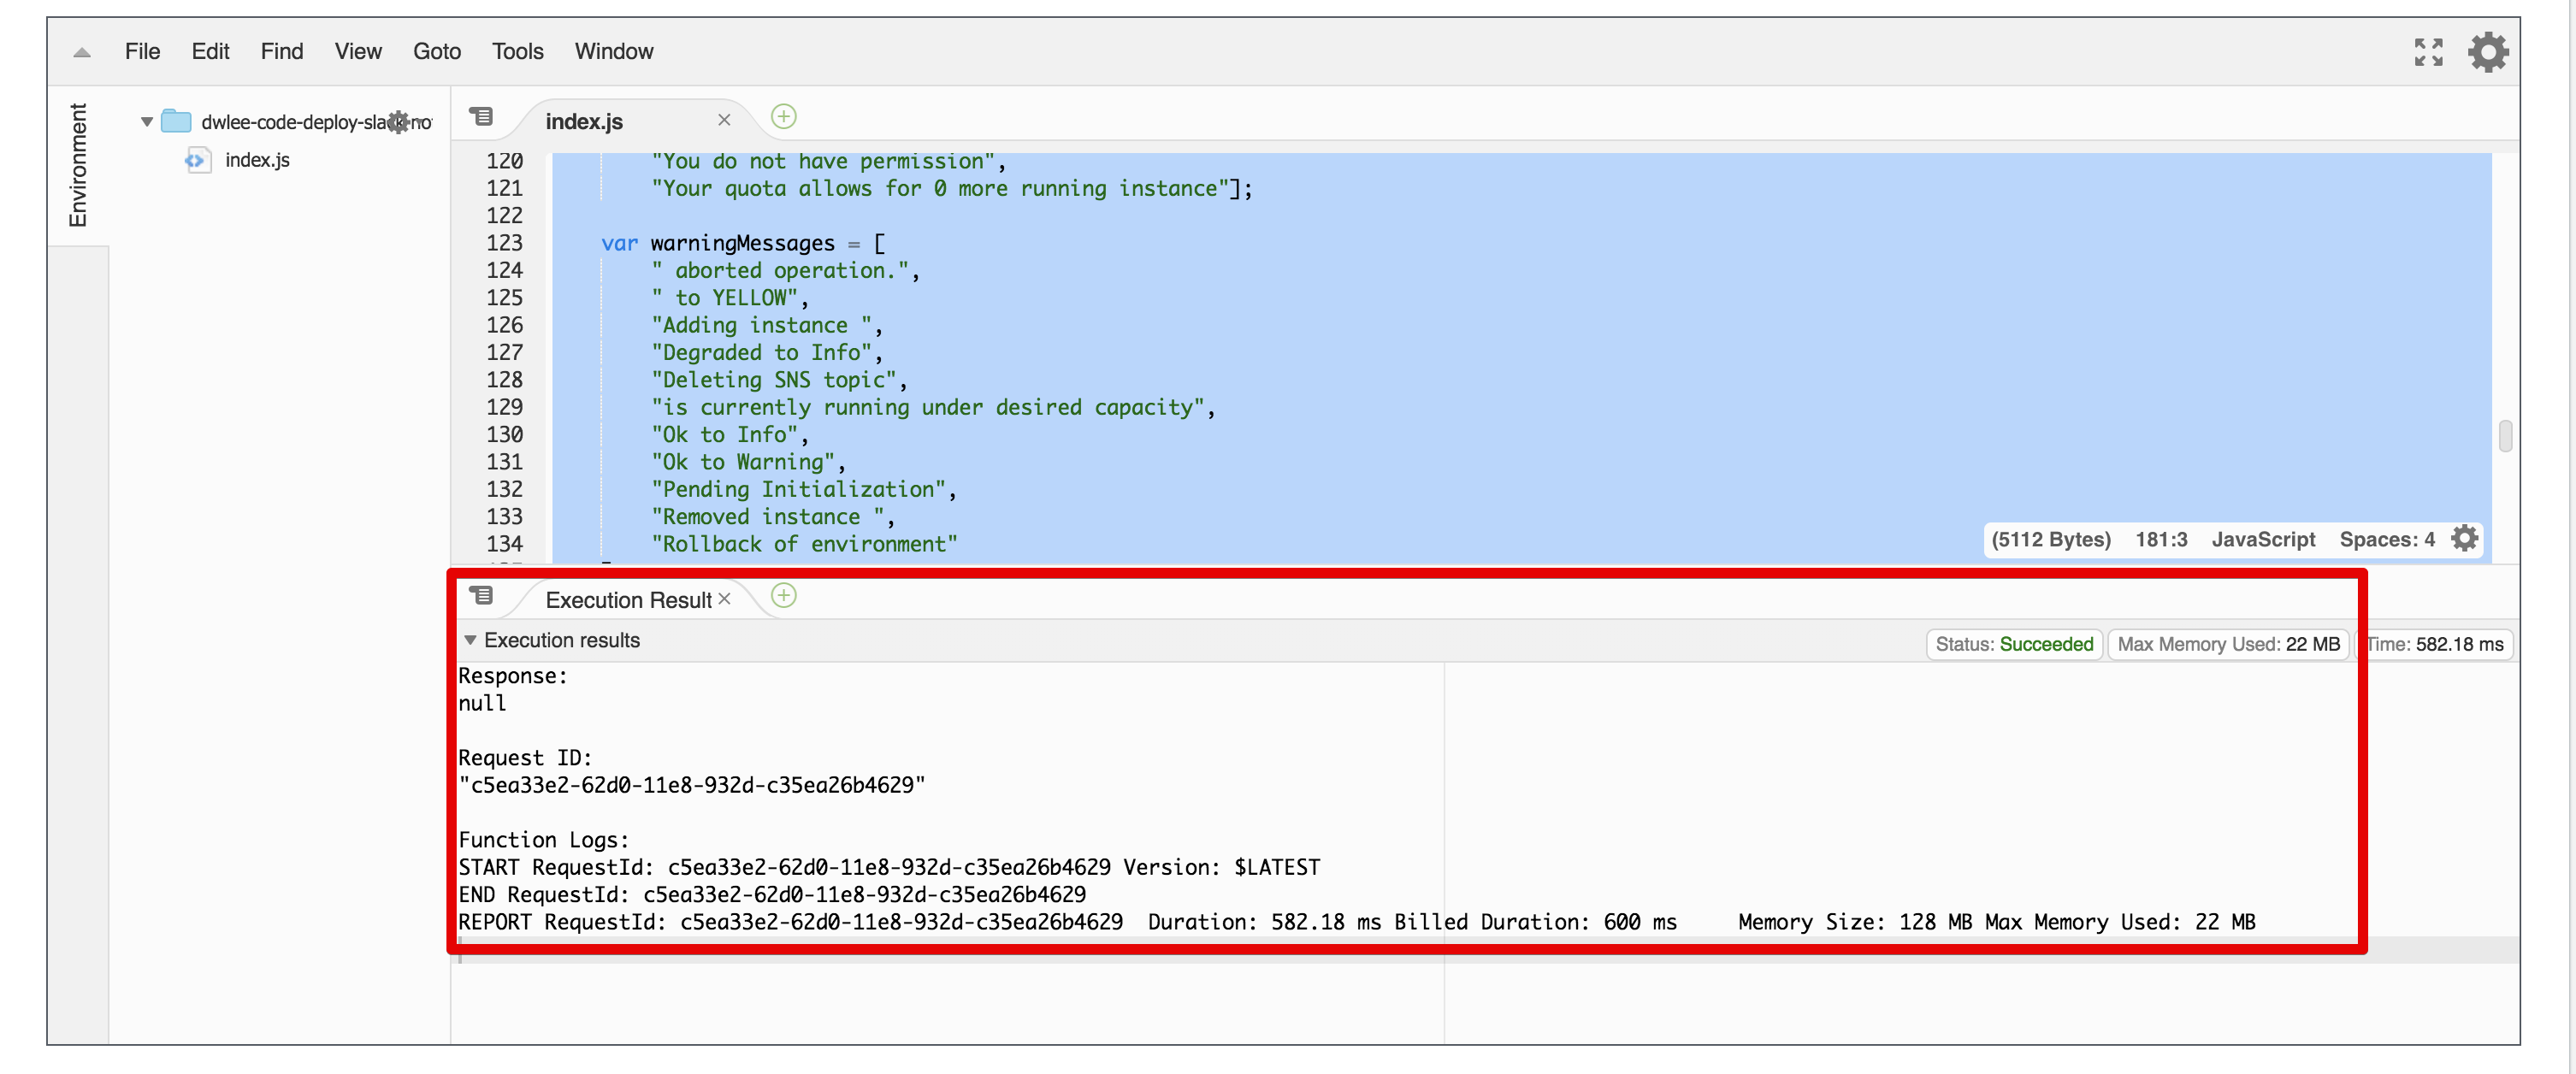 File Edit Find View Goto Tools Window
Environment
dwlee-code-deploy-slack-no
index.js
index.js
120 "You do not have permission",
121 "Your quota allows for 0 more running instance"];
122
123 var warningMessages = [
124 " aborted operation.",
125 " to YELLOW",
126 "Adding instance ",
127 "Degraded to Info",
128 "Deleting SNS topic",
129 "is currently running under desired capacity",
130 "Ok to Info",
131 "Ok to Warning",
132 "Pending Initialization",
133 "Removed instance ",
134 "Rollback of environment"
(5112 Bytes) 181:3 JavaScript Spaces: 4
Execution Result
Execution results
Status: Succeeded Max Memory Used: 22 MB Time: 582.18 ms
Response:
null
Request ID:
"c5ea33e2-62d0-11e8-932d-c35ea26b4629"
Function Logs:
START RequestId: c5ea33e2-62d0-11e8-932d-c35ea26b4629 Version: $LATEST
END RequestId: c5ea33e2-62d0-11e8-932d-c35ea26b4629
REPORT RequestId: c5ea33e2-62d0-11e8-932d-c35ea26b4629 Duration: 582.18 ms Billed Duration: 600 ms Memory Size: 128 MB Max Memory Used: 22 MB